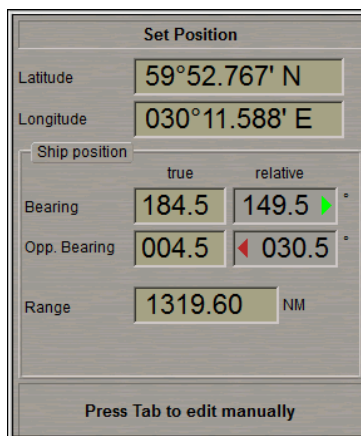 Set Position
Latitude 59°52.767' N
Longitude 030°11.588' E
Ship position
true relative
Bearing 184.5 149.5 °
Opp. Bearing 004.5 030.5 °
Range 1319.60 NM
Press Tab to edit manually